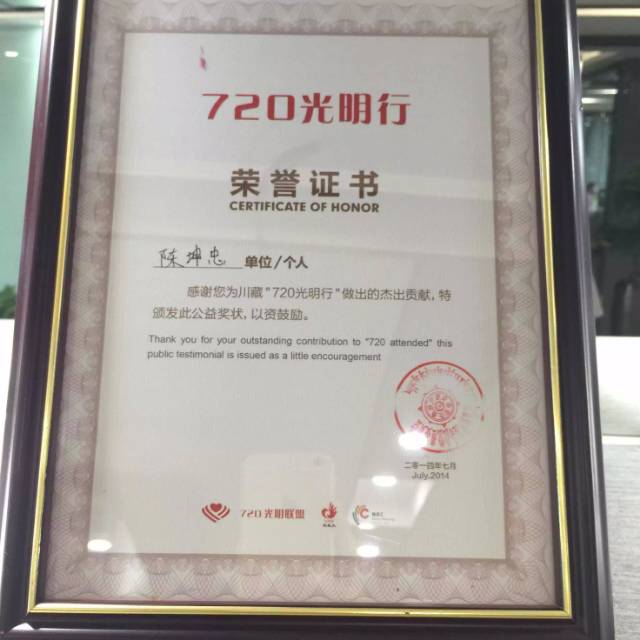 720光明行
荣誉证书
CERTIFICATE OF HONOR
陈坤忠 单位/个人
感谢您为川藏"720光明行"做出的杰出贡献,特
颁发此公益奖状,以资鼓励。
Thank you for your outstanding contribution to "720 attended" this
public testimonial is issued as a little encouragement
二零一四年七月
July.2014
720光明联盟